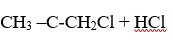 CH3 –C-CH2Cl + HCl